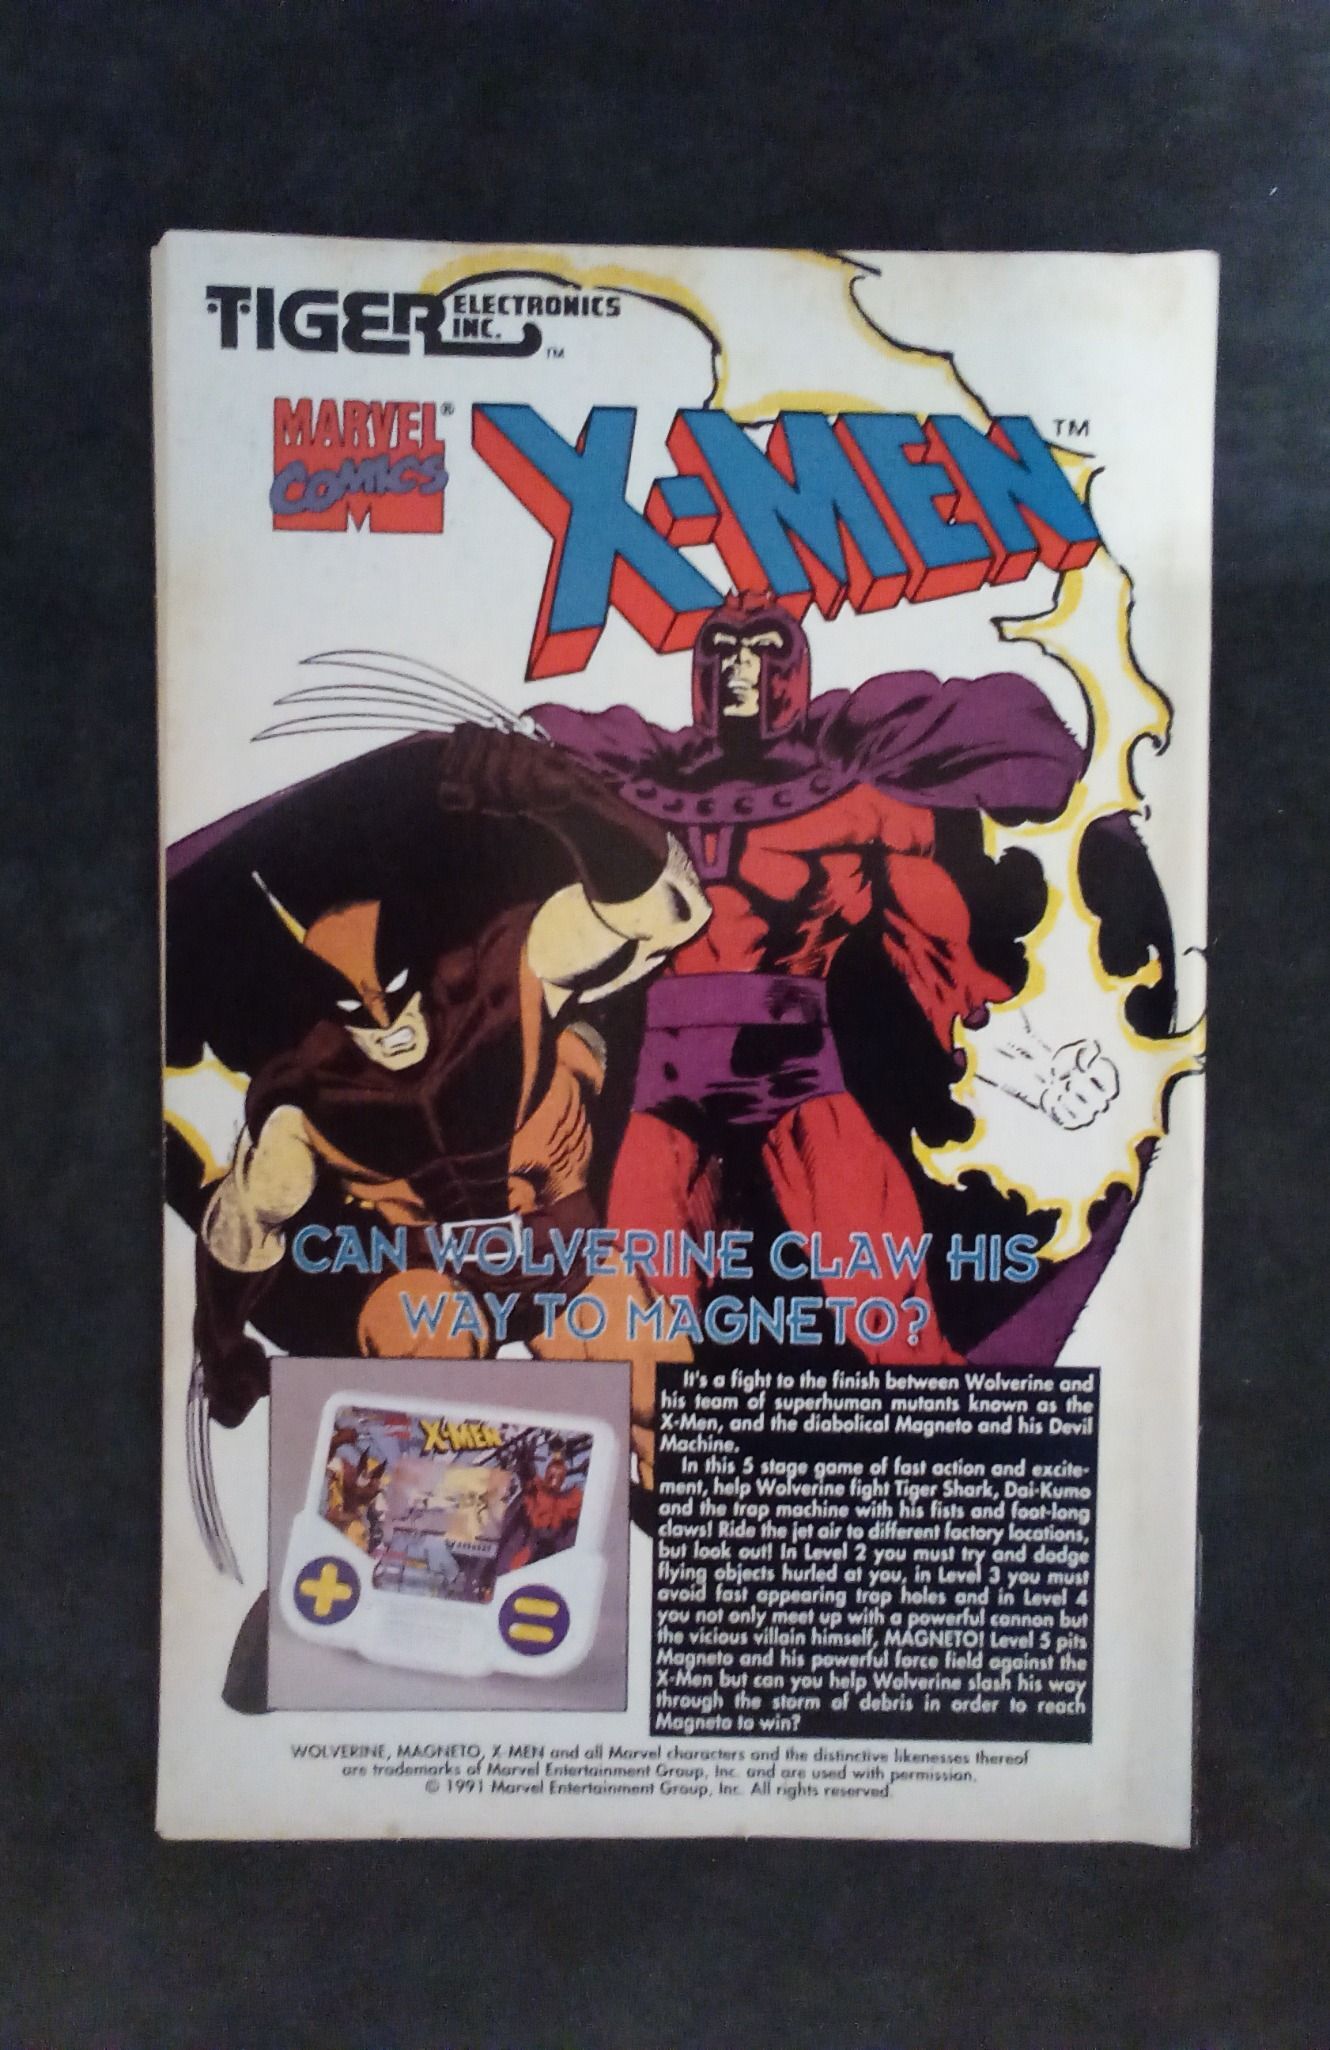 TIGER ELECTRONICS INC.™
MARVEL® COMICS
X-MEN™
CAN WOLVERINE CLAW HIS
WAY TO MAGNETO?
X-MEN
It's a fight to the finish between Wolverine and
his team of superhuman mutants known as the
X-Men, and the diabolical Magneto and his Devil
Machine.
In this 5 stage game of fast action and excite-
ment, help Wolverine fight Tiger Shark, Dai-Kumo
and the trap machine with his fists and foot-long
claws! Ride the jet air to different factory locations,
but look out! In Level 2 you must try and dodge
flying objects hurled at you, in Level 3 you must
avoid fast appearing trap holes and in Level 4
you not only meet up with a powerful cannon but
the vicious villain himself, MAGNETO! Level 5 pits
Magneto and his powerful force field against the
X-Men but can you help Wolverine slash his way
through the storm of debris in order to reach
Magneto to win?
WOLVERINE, MAGNETO, X-MEN and all Marvel characters and the distinctive likenesses thereof
are trademarks of Marvel Entertainment Group, Inc. and are used with permission.
© 1991 Marvel Entertainment Group, Inc. All rights reserved.